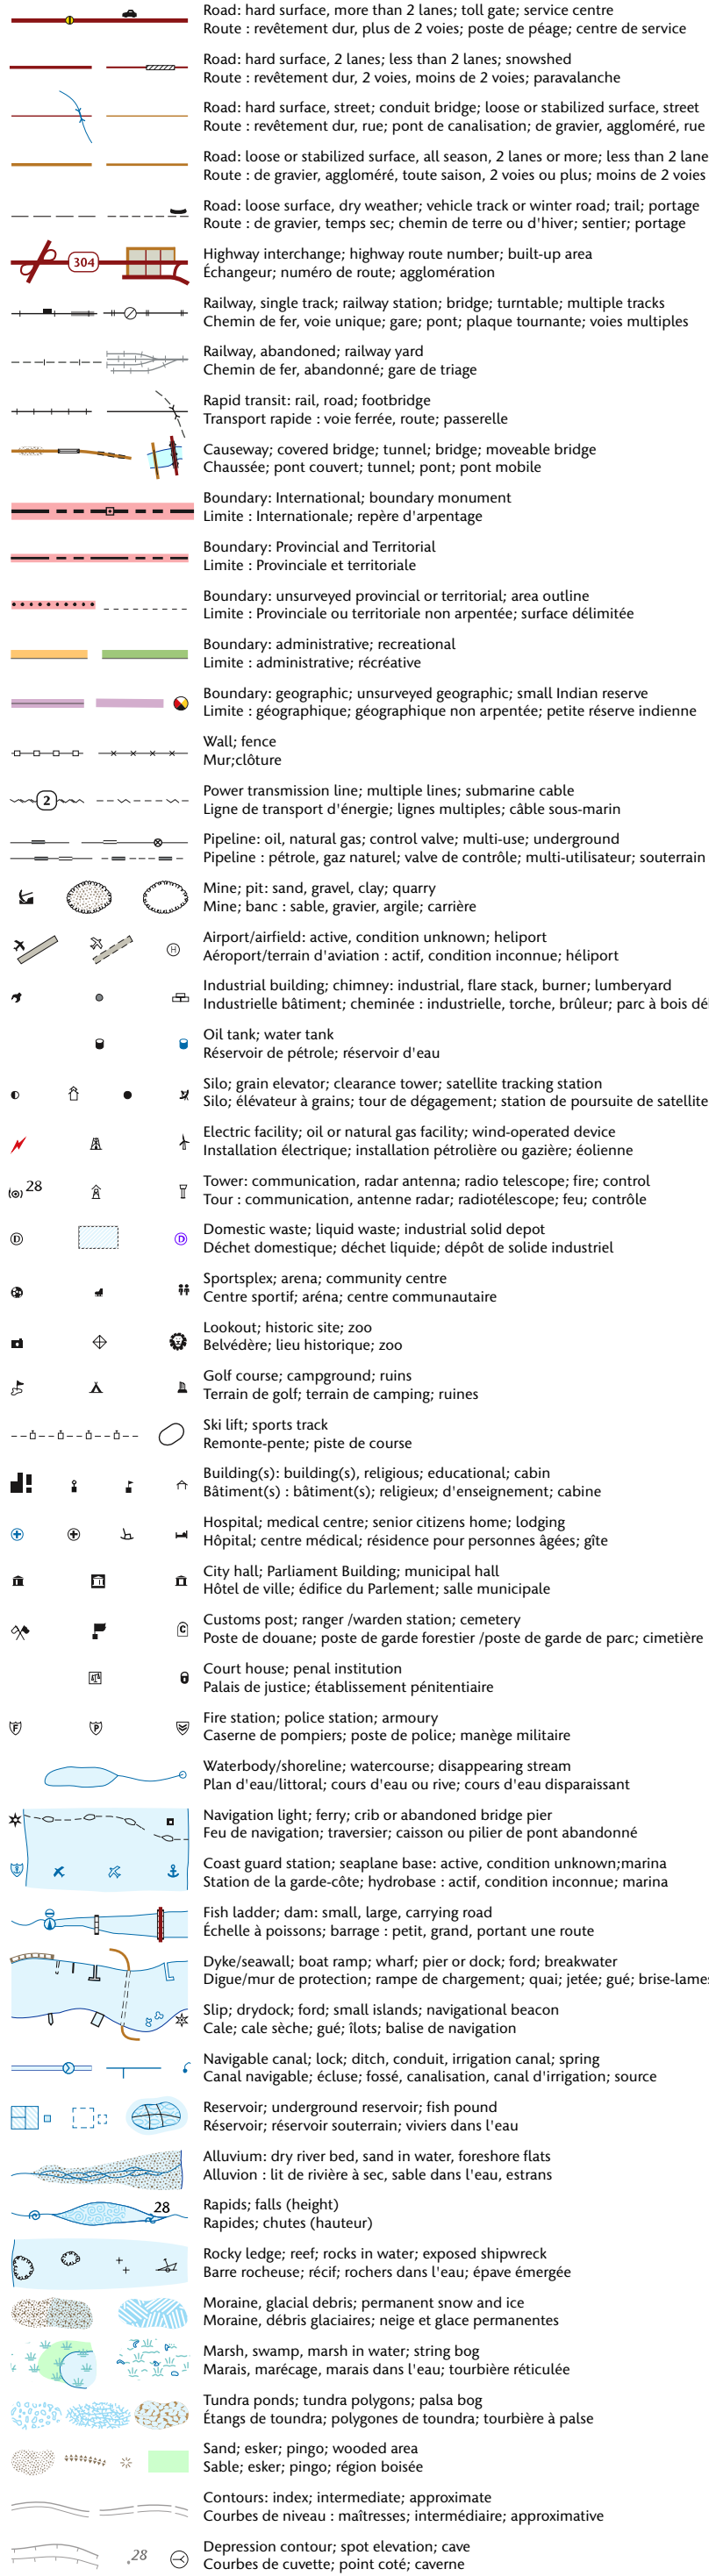 Road: hard surface, more than 2 lanes; toll gate; service centre
Route : revêtement dur, plus de 2 voies; poste de péage; centre de service
Road: hard surface, 2 lanes; less than 2 lanes; snowshed
Route : revêtement dur, 2 voies, moins de 2 voies; paravalanche
Road: hard surface, street; conduit bridge; loose or stabilized surface, street
Route : revêtement dur, rue; pont de canalisation; de gravier, aggloméré, rue
Road: loose or stabilized surface, all season, 2 lanes or more; less than 2 lane
Route : de gravier, aggloméré, toute saison, 2 voies ou plus; moins de 2 voies
Road: loose surface, dry weather; vehicle track or winter road; trail; portage
Route : de gravier, temps sec; chemin de terre ou d'hiver; sentier; portage
304
Highway interchange; highway route number; built-up area
Échangeur; numéro de route; agglomération
Railway, single track; railway station; bridge; turntable; multiple tracks
Chemin de fer, voie unique; gare; pont; plaque tournante; voies multiples
Railway, abandoned; railway yard
Chemin de fer, abandonné; gare de triage
Rapid transit: rail, road; footbridge
Transport rapide : voie ferrée, route; passerelle
Causeway; covered bridge; tunnel; bridge; moveable bridge
Chaussée; pont couvert; tunnel; pont; pont mobile
Boundary: International; boundary monument
Limite : Internationale; repère d'arpentage
Boundary: Provincial and Territorial
Limite : Provinciale et territoriale
Boundary: unsurveyed provincial or territorial; area outline
Limite : Provinciale ou territoriale non arpentée; surface délimitée
Boundary: administrative; recreational
Limite : administrative; récréative
Boundary: geographic; unsurveyed geographic; small Indian reserve
Limite : géographique; géographique non arpentée; petite réserve indienne
Wall; fence
Mur;clôture
2
Power transmission line; multiple lines; submarine cable
Ligne de transport d'énergie; lignes multiples; câble sous-marin
Pipeline: oil, natural gas; control valve; multi-use; underground
Pipeline : pétrole, gaz naturel; valve de contrôle; multi-utilisateur; souterrain
Mine; pit: sand, gravel, clay; quarry
Mine; banc : sable, gravier, argile; carrière
H
Airport/airfield: active, condition unknown; heliport
Aéroport/terrain d'aviation : actif, condition inconnue; héliport
Industrial building; chimney: industrial, flare stack, burner; lumberyard
Industrielle bâtiment; cheminée : industrielle, torche, brûleur; parc à bois dé
Oil tank; water tank
Réservoir de pétrole; réservoir d'eau
Silo; grain elevator; clearance tower; satellite tracking station
Silo; élévateur à grains; tour de dégagement; station de poursuite de satellite
Electric facility; oil or natural gas facility; wind-operated device
Installation électrique; installation pétrolière ou gazière; éolienne
28
Tower: communication, radar antenna; radio telescope; fire; control
Tour : communication, antenne radar; radiotélescope; feu; contrôle
D D
Domestic waste; liquid waste; industrial solid depot
Déchet domestique; déchet liquide; dépôt de solide industriel
Sportsplex; arena; community centre
Centre sportif; aréna; centre communautaire
Lookout; historic site; zoo
Belvédère; lieu historique; zoo
Golf course; campground; ruins
Terrain de golf; terrain de camping; ruines
Ski lift; sports track
Remonte-pente; piste de course
Building(s): building(s), religious; educational; cabin
Bâtiment(s) : bâtiment(s); religieux; d'enseignement; cabine
Hospital; medical centre; senior citizens home; lodging
Hôpital; centre médical; résidence pour personnes âgées; gîte
City hall; Parliament Building; municipal hall
Hôtel de ville; édifice du Parlement; salle municipale
C
Customs post; ranger /warden station; cemetery
Poste de douane; poste de garde forestier /poste de garde de parc; cimetière
Court house; penal institution
Palais de justice; établissement pénitentiaire
F P
Fire station; police station; armoury
Caserne de pompiers; poste de police; manège militaire
Waterbody/shoreline; watercourse; disappearing stream
Plan d'eau/littoral; cours d'eau ou rive; cours d'eau disparaissant
Navigation light; ferry; crib or abandoned bridge pier
Feu de navigation; traversier; caisson ou pilier de pont abandonné
Coast guard station; seaplane base: active, condition unknown;marina
Station de la garde-côte; hydrobase : actif, condition inconnue; marina
Fish ladder; dam: small, large, carrying road
Échelle à poissons; barrage : petit, grand, portant une route
Dyke/seawall; boat ramp; wharf; pier or dock; ford; breakwater
Digue/mur de protection; rampe de chargement; quai; jetée; gué; brise-lames
Slip; drydock; ford; small islands; navigational beacon
Cale; cale sèche; gué; îlots; balise de navigation
Navigable canal; lock; ditch, conduit, irrigation canal; spring
Canal navigable; écluse; fossé, canalisation, canal d'irrigation; source
Reservoir; underground reservoir; fish pound
Réservoir; réservoir souterrain; viviers dans l'eau
Alluvium: dry river bed, sand in water, foreshore flats
Alluvion : lit de rivière à sec, sable dans l'eau, estrans
28
Rapids; falls (height)
Rapides; chutes (hauteur)
Rocky ledge; reef; rocks in water; exposed shipwreck
Barre rocheuse; récif; rochers dans l'eau; épave émergée
Moraine, glacial debris; permanent snow and ice
Moraine, débris glaciaires; neige et glace permanentes
Marsh, swamp, marsh in water; string bog
Marais, marécage, marais dans l'eau; tourbière réticulée
Tundra ponds; tundra polygons; palsa bog
Étangs de toundra; polygones de toundra; tourbière à palse
Sand; esker; pingo; wooded area
Sable; esker; pingo; région boisée
Contours: index; intermediate; approximate
Courbes de niveau : maîtresses; intermédiaire; approximative
.28
Depression contour; spot elevation; cave
Courbes de cuvette; point coté; caverne